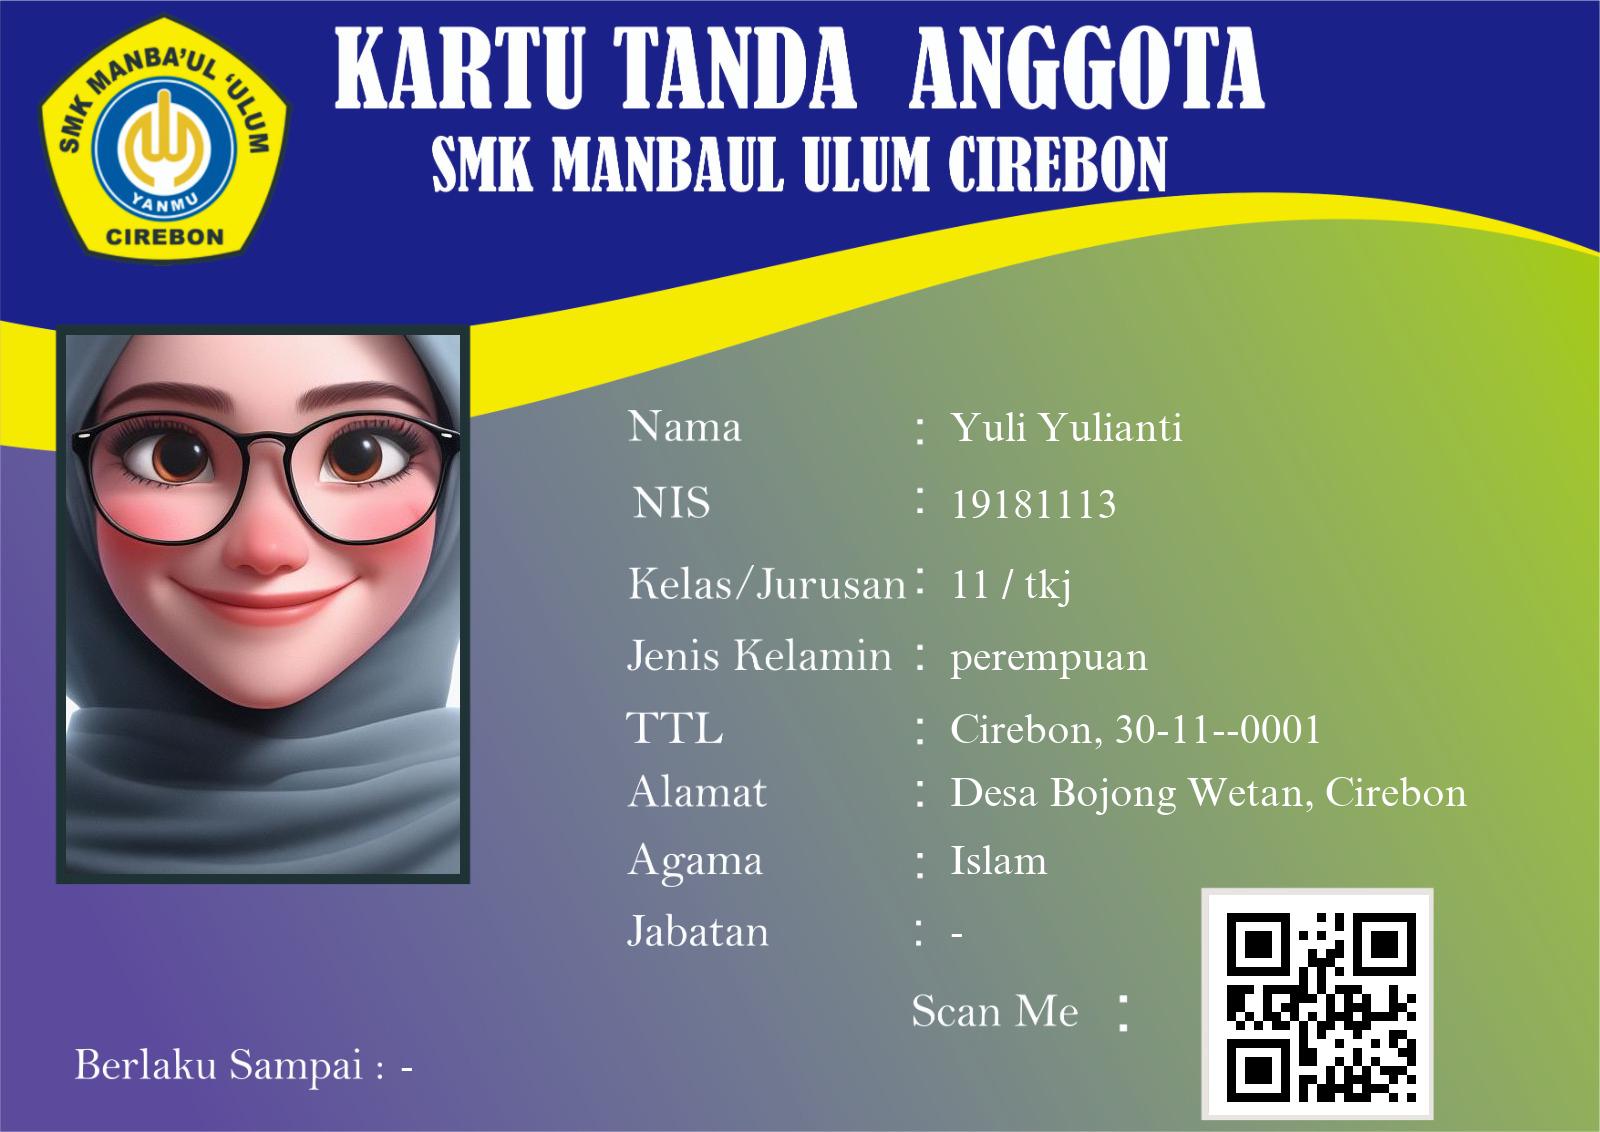 SMK MANBA'UL 'ULUM
YANMU
CIREBON
KARTU TANDA ANGGOTA
SMK MANBAUL ULUM CIREBON
Nama : Yuli Yulianti
NIS : 19181113
Kelas/Jurusan : 11 / tkj
Jenis Kelamin : perempuan
TTL : Cirebon, 30-11--0001
Alamat : Desa Bojong Wetan, Cirebon
Agama : Islam
Jabatan : -
Scan Me :
Berlaku Sampai : -